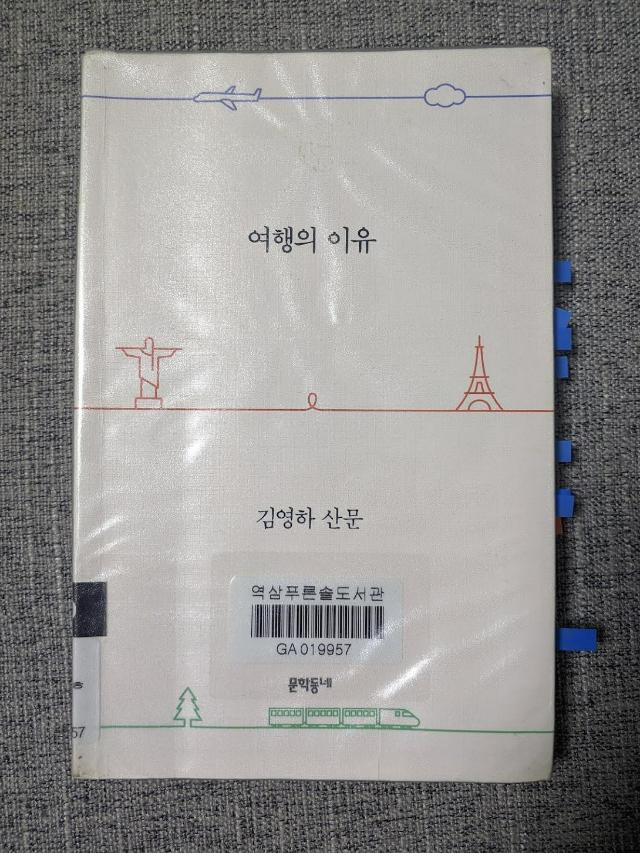 여행의 이유
김영하 산문
역삼푸른솔도서관
GA 019957
문학동네
57